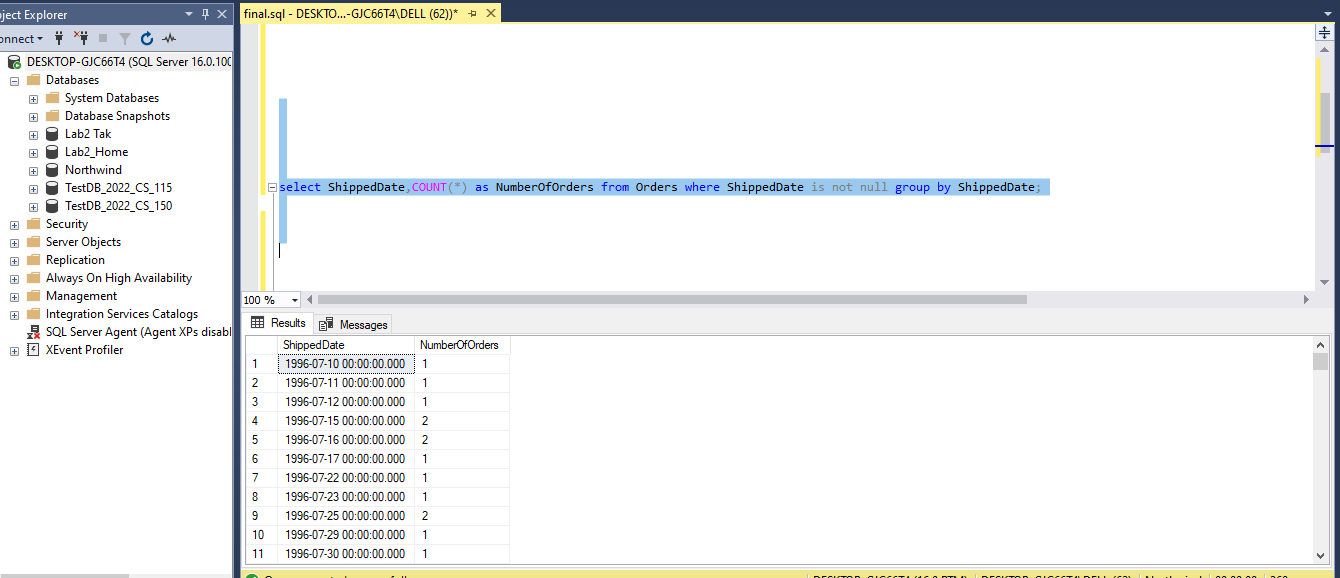 ject Explorer
final.sql - DESKTO...-GJC66T4\DELL (62))*
onnect
DESKTOP-GJC66T4 (SQL Server 16.0.100
Databases
System Databases
Database Snapshots
Lab2 Tak
Lab2_Home
Northwind
TestDB_2022_CS_115
TestDB_2022_CS_150
Security
Server Objects
Replication
Always On High Availability
Management
Integration Services Catalogs
SQL Server Agent (Agent XPs disabl
XEvent Profiler
select ShippedDate,COUNT(*) as NumberOfOrders from Orders where ShippedDate is not null group by ShippedDate;
100 %
Results Messages
ShippedDate NumberOfOrders
1 1996-07-10 00:00:00.000 1
2 1996-07-11 00:00:00.000 1
3 1996-07-12 00:00:00.000 1
4 1996-07-15 00:00:00.000 2
5 1996-07-16 00:00:00.000 2
6 1996-07-17 00:00:00.000 1
7 1996-07-22 00:00:00.000 1
8 1996-07-23 00:00:00.000 1
9 1996-07-25 00:00:00.000 2
10 1996-07-29 00:00:00.000 1
11 1996-07-30 00:00:00.000 1